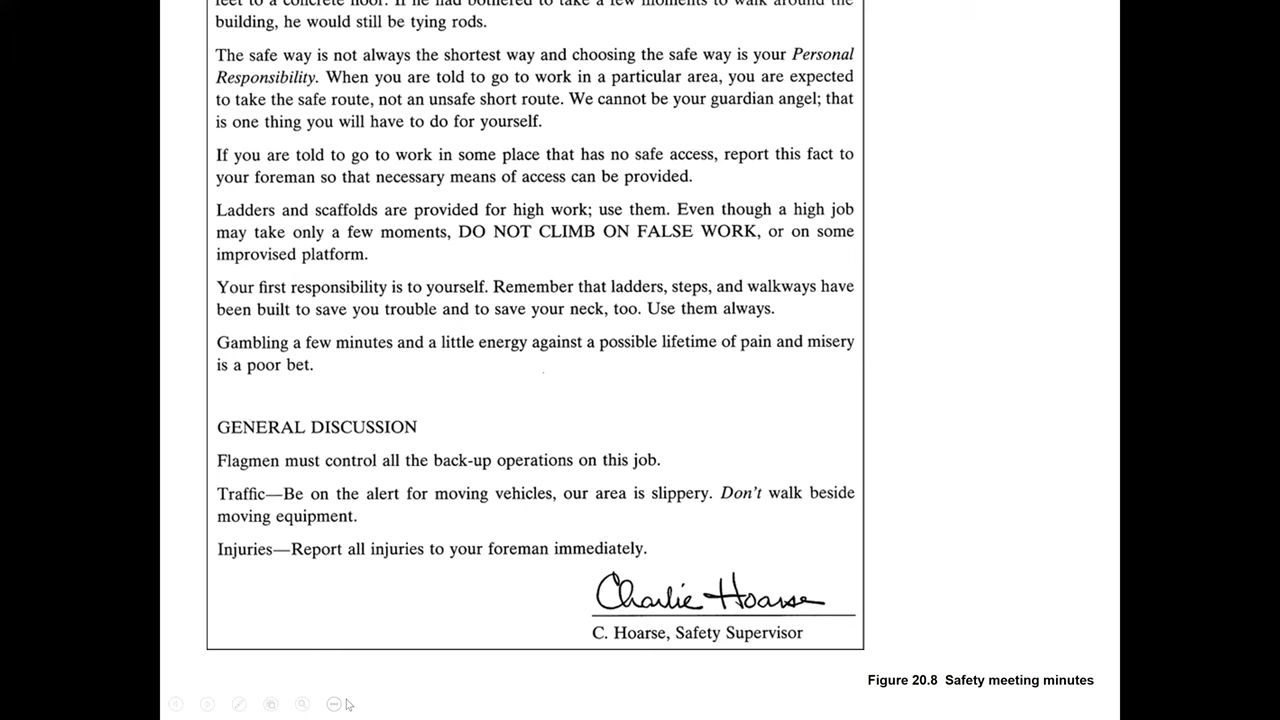 building, he would still be tying rods.
The safe way is not always the shortest way and choosing the safe way is your Personal
Responsibility. When you are told to go to work in a particular area, you are expected
to take the safe route, not an unsafe short route. We cannot be your guardian angel; that
is one thing you will have to do for yourself.
If you are told to go to work in some place that has no safe access, report this fact to
your foreman so that necessary means of access can be provided.
Ladders and scaffolds are provided for high work; use them. Even though a high job
may take only a few moments, DO NOT CLIMB ON FALSE WORK, or on some
improvised platform.
Your first responsibility is to yourself. Remember that ladders, steps, and walkways have
been built to save you trouble and to save your neck, too. Use them always.
Gambling a few minutes and a little energy against a possible lifetime of pain and misery
is a poor bet.
GENERAL DISCUSSION
Flagmen must control all the back-up operations on this job.
Traffic—Be on the alert for moving vehicles, our area is slippery. Don't walk beside
moving equipment.
Injuries—Report all injuries to your foreman immediately.
Charlie Hoarse
C. Hoarse, Safety Supervisor
Figure 20.8 Safety meeting minutes